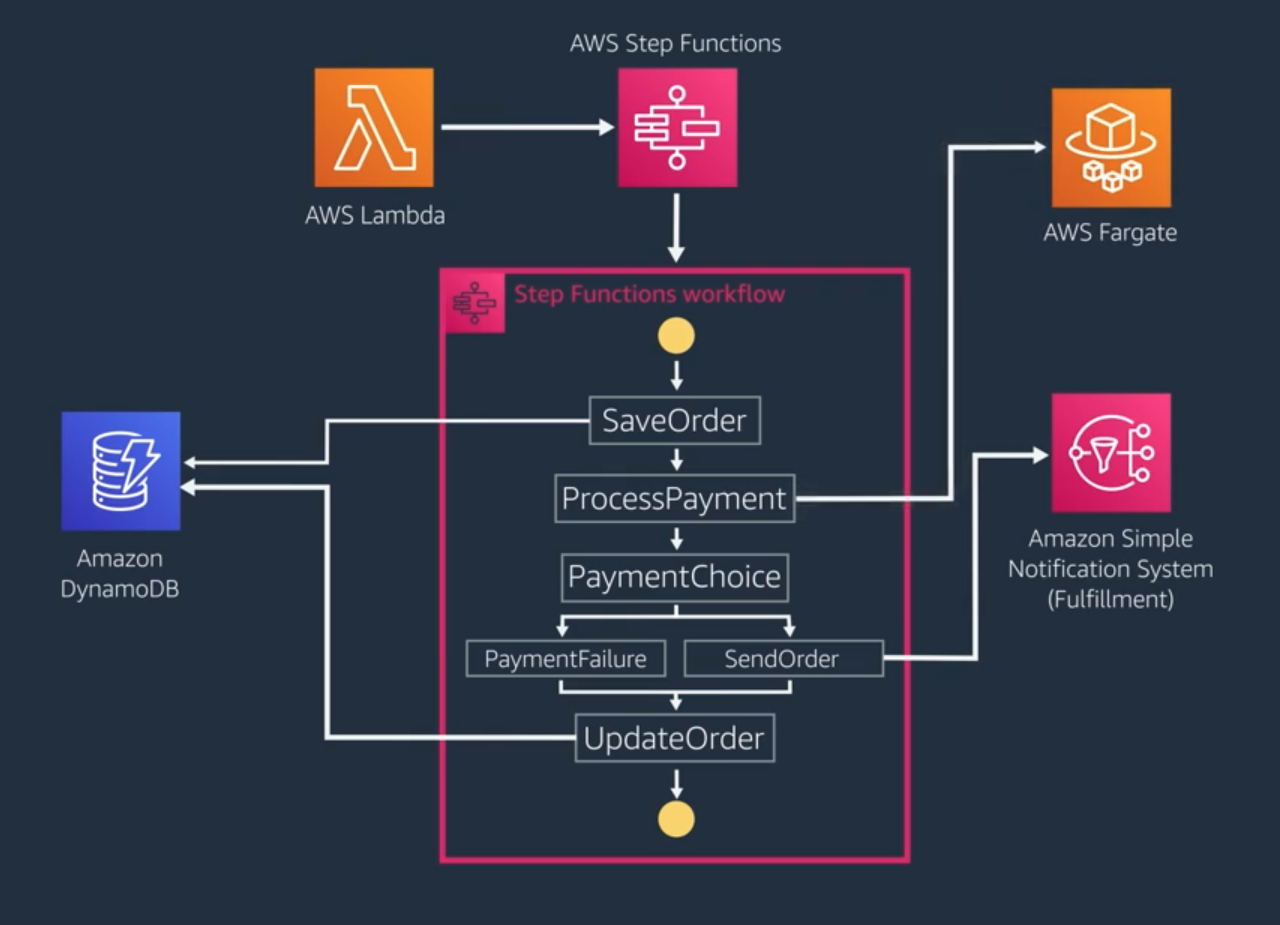 AWS Step Functions
AWS Lambda
AWS Fargate
Step Functions workflow
SaveOrder
ProcessPayment
Amazon
DynamoDB
Amazon Simple
Notification System
(Fulfillment)
PaymentChoice
PaymentFailure
SendOrder
UpdateOrder